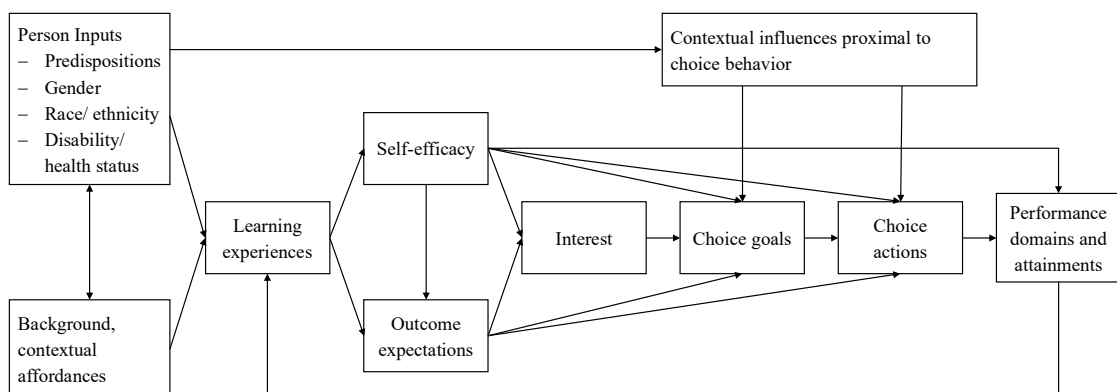 Person Inputs
– Predispositions
– Gender
– Race/ ethnicity
– Disability/
health status
Contextual influences proximal to
choice behavior
Self-efficacy
Learning
experiences
Interest
Choice goals
Choice
actions
Performance
domains and
attainments
Background,
contextual
affordances
Outcome
expectations